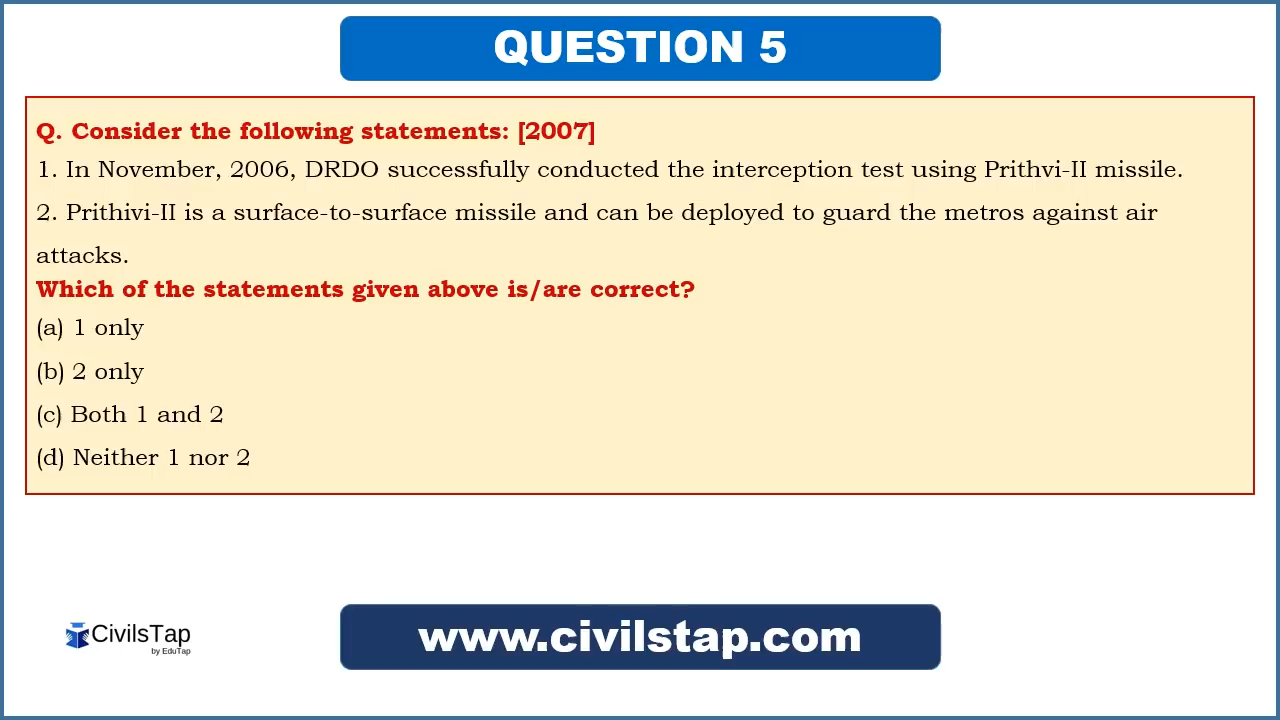 QUESTION 5
Q. Consider the following statements: [2007]
1. In November, 2006, DRDO successfully conducted the interception test using Prithvi-II missile.
2. Prithivi-II is a surface-to-surface missile and can be deployed to guard the metros against air
attacks.
Which of the statements given above is/are correct?
(a) 1 only
(b) 2 only
(c) Both 1 and 2
(d) Neither 1 nor 2
CivilsTap
by EduTap
www.civilstap.com